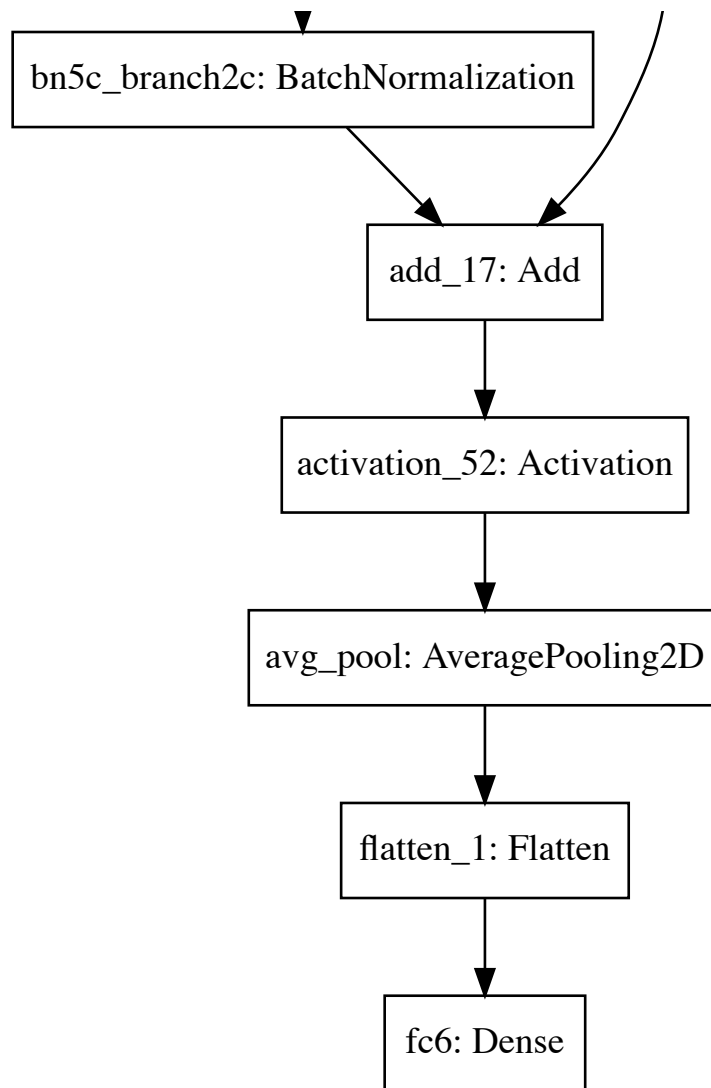 bn5c_branch2c: BatchNormalization
add_17: Add
activation_52: Activation
avg_pool: AveragePooling2D
flatten_1: Flatten
fc6: Dense